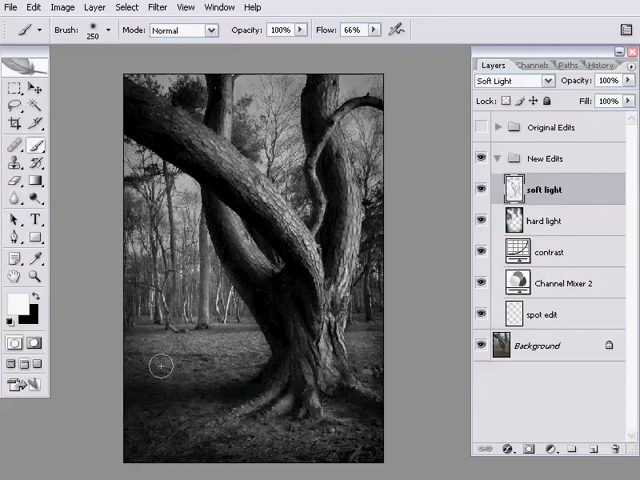 File Edit Image Layer Select Filter View Window Help
Brush: 250 Mode: Normal Opacity: 100% Flow: 66%
Layers Channels Paths History
Soft Light Opacity: 100%
Lock: Fill: 100%
Original Edits
New Edits
soft light
hard light
contrast
Channel Mixer 2
spot edit
Background